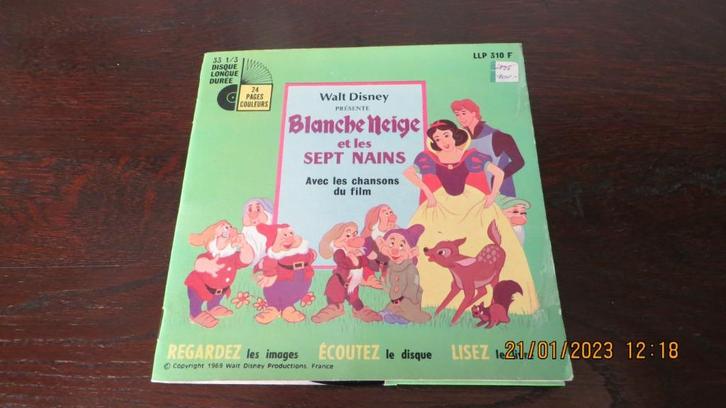 33 1/3
DISQUE
LONGUE
DURÉE
24
PAGES
COULEURS
LLP 310 F
Walt Disney
PRÉSENTE
Blanche Neige
et les
SEPT NAINS
Avec les chansons
du film
REGARDEZ les images ÉCOUTEZ le disque LISEZ le
© Copyright 1969 Walt Disney Productions, France
21/01/2023 12:18